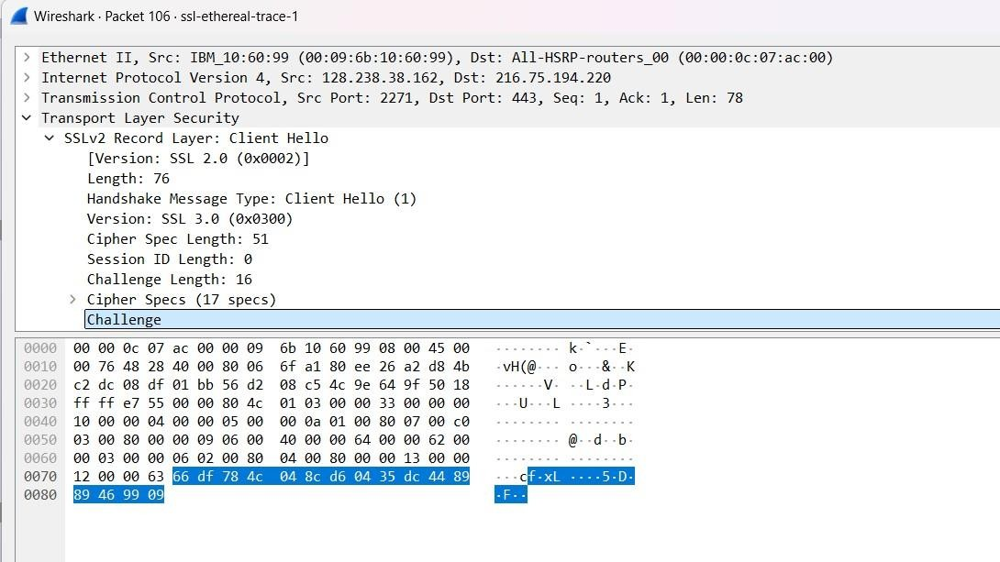 Wireshark · Packet 106 · ssl-ethereal-trace-1
Ethernet II, Src: IBM_10:60:99 (00:09:6b:10:60:99), Dst: All-HSRP-routers_00 (00:00:0c:07:ac:00)
Internet Protocol Version 4, Src: 128.238.38.162, Dst: 216.75.194.220
Transmission Control Protocol, Src Port: 2271, Dst Port: 443, Seq: 1, Ack: 1, Len: 78
Transport Layer Security
SSLv2 Record Layer: Client Hello
[Version: SSL 2.0 (0x0002)]
Length: 76
Handshake Message Type: Client Hello (1)
Version: SSL 3.0 (0x0300)
Cipher Spec Length: 51
Session ID Length: 0
Challenge Length: 16
Cipher Specs (17 specs)
Challenge
0000 00 00 0c 07 ac 00 00 09 6b 10 60 99 08 00 45 00 ········ k·`···E·
0010 00 76 48 28 40 00 80 06 6f a1 80 ee 26 a2 d8 4b ·vH(@··· o···&··K
0020 c2 dc 08 df 01 bb 56 d2 08 c5 4c 9e 64 9f 50 18 ······V· ··L·d·P·
0030 ff ff e7 55 00 00 80 4c 01 03 00 00 33 00 00 00 ···U···L ····3···
0040 10 00 00 04 00 00 05 00 00 0a 01 00 80 07 00 c0 ········ ········
0050 03 00 80 00 00 09 06 00 40 00 00 64 00 00 62 00 ········ @··d··b·
0060 00 03 00 00 06 02 00 80 04 00 80 00 00 13 00 00 ········ ········
0070 12 00 00 63 66 df 78 4c 04 8c d6 04 35 dc 44 89 ···cf·xL ····5·D·
0080 89 46 99 09 ·F··